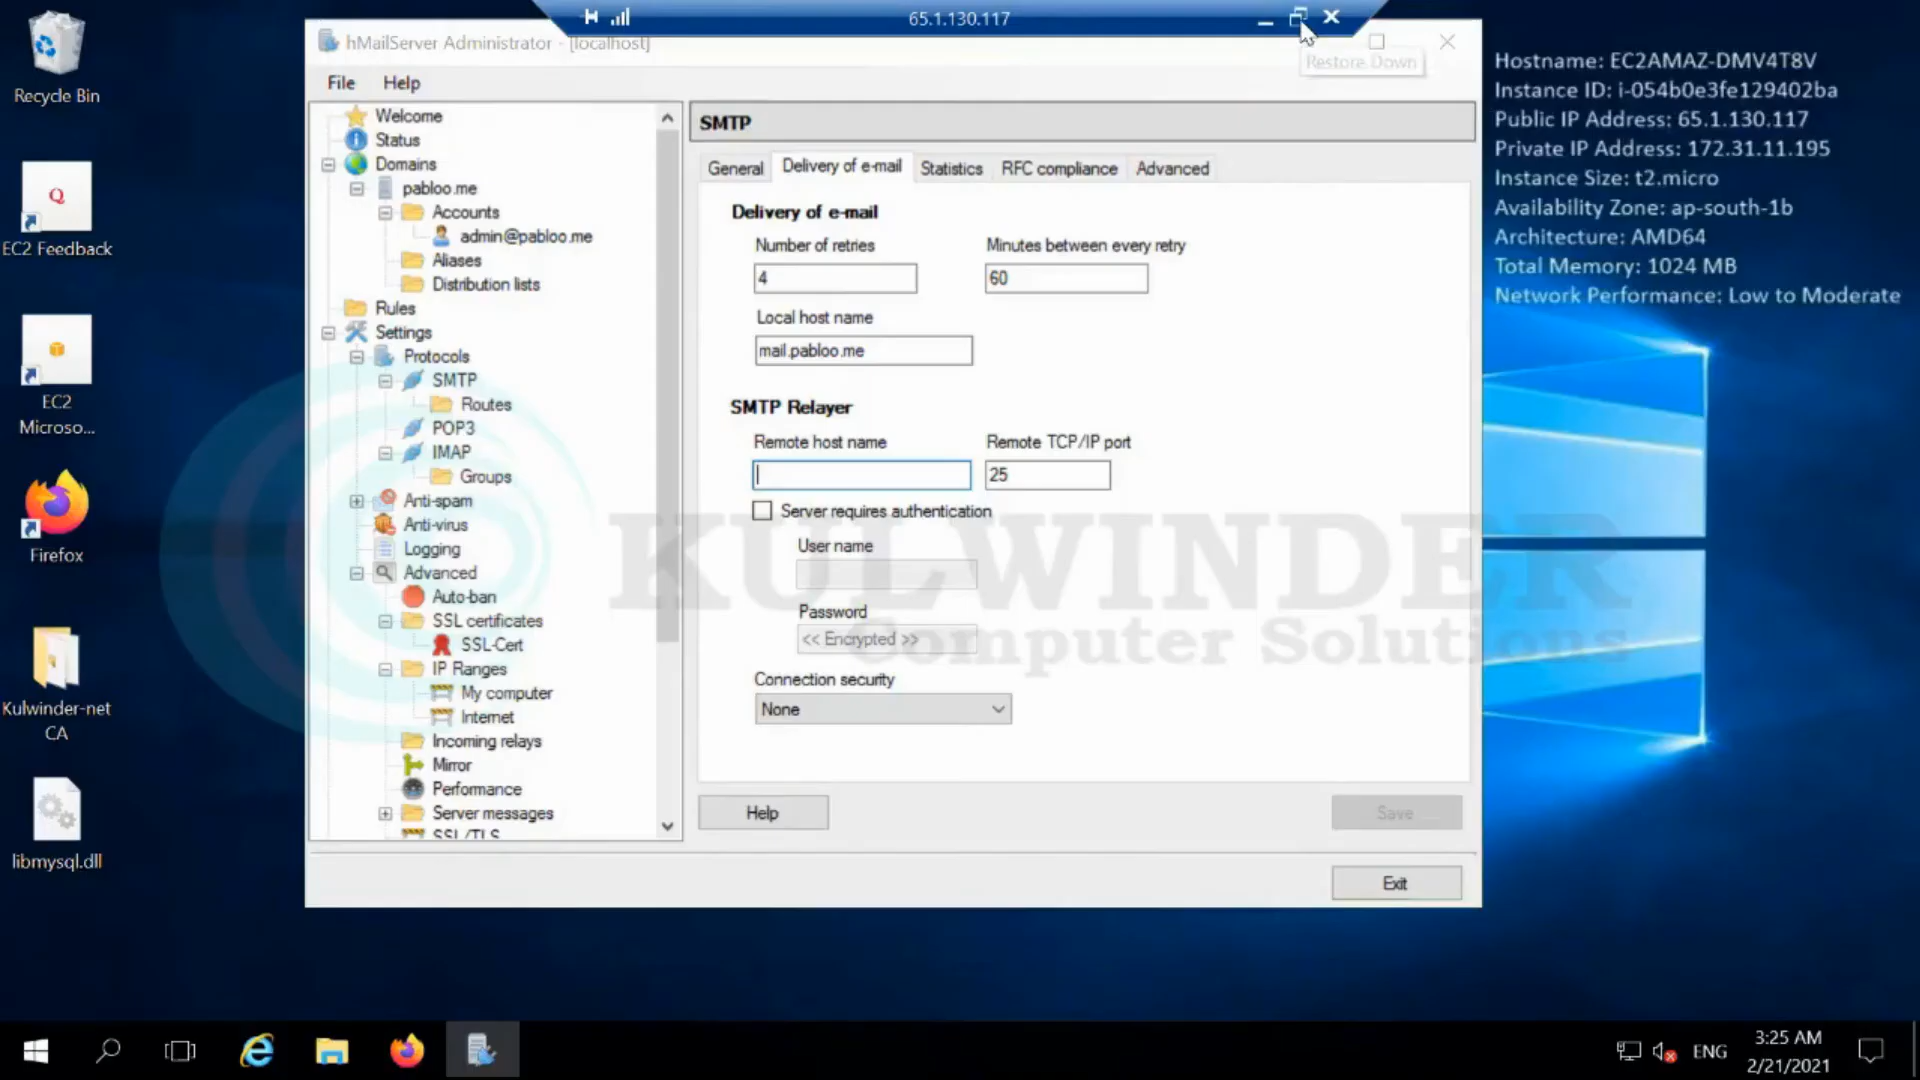 65.1.130.117
hMailServer Administrator - [localhost]
Restore Down
File Help
Recycle Bin
EC2 Feedback
EC2
Microso...
Firefox
Kulwinder-net
CA
libmysql.dll
Welcome
Status
Domains
pabloo.me
Accounts
admin@pabloo.me
Aliases
Distribution lists
Rules
Settings
Protocols
SMTP
Routes
POP3
IMAP
Groups
Anti-spam
Anti-virus
Logging
Advanced
Auto-ban
SSL certificates
SSL-Cert
IP Ranges
My computer
Internet
Incoming relays
Mirror
Performance
Server messages
SSL/TLS
SMTP
General Delivery of e-mail Statistics RFC compliance Advanced
Delivery of e-mail
Number of retries Minutes between every retry
4 60
Local host name
mail.pabloo.me
SMTP Relayer
Remote host name Remote TCP/IP port
25
Server requires authentication
User name
Password
<< Encrypted >>
Connection security
None
Help Save
Exit
KULWINDER
Computer Solutions
Hostname: EC2AMAZ-DMV4T8V
Instance ID: i-054b0e3fe129402ba
Public IP Address: 65.1.130.117
Private IP Address: 172.31.11.195
Instance Size: t2.micro
Availability Zone: ap-south-1b
Architecture: AMD64
Total Memory: 1024 MB
Network Performance: Low to Moderate
ENG
3:25 AM
2/21/2021